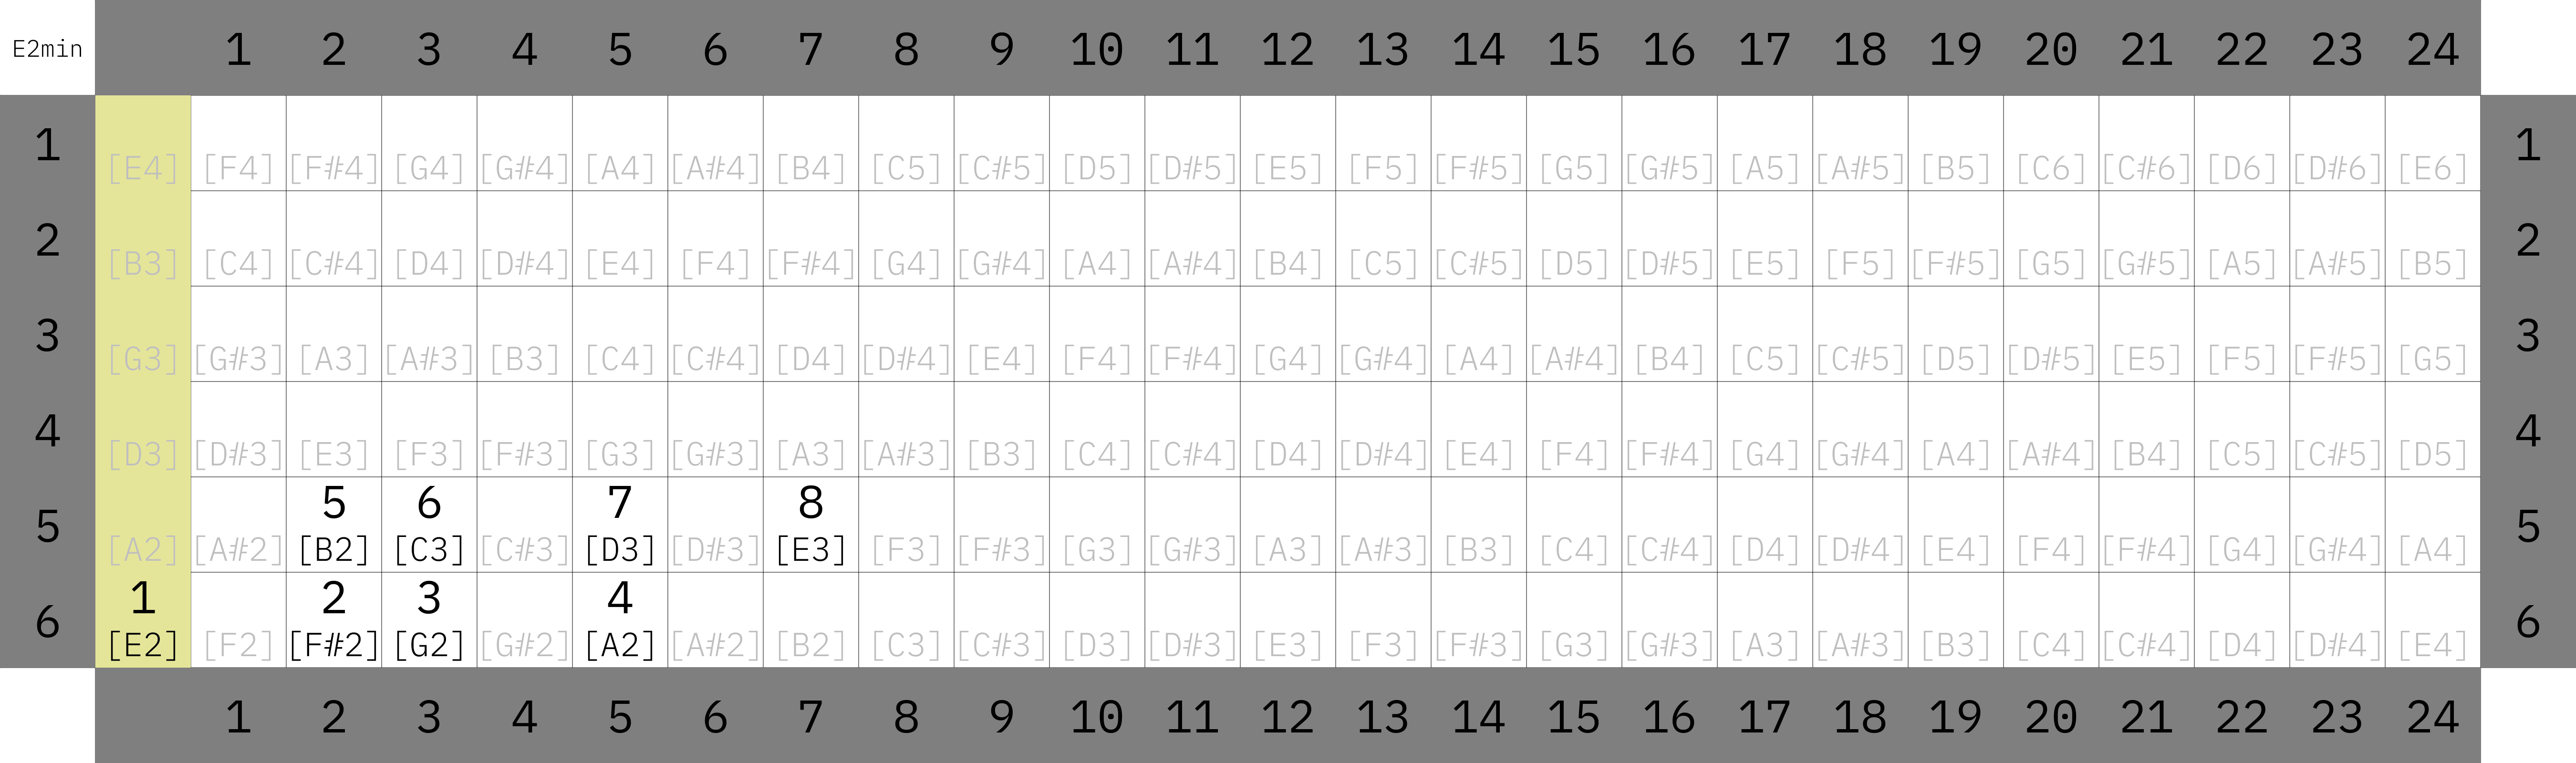 E2min 1 2 3 4 5 6 7 8 9 10 11 12 13 14 15 16 17 18 19 20 21 22 23 24
1 [E4] [F4] [F#4] [G4] [G#4] [A4] [A#4] [B4] [C5] [C#5] [D5] [D#5] [E5] [F5] [F#5] [G5] [G#5] [A5] [A#5] [B5] [C6] [C#6] [D6] [D#6] [E6] 1
2 [B3] [C4] [C#4] [D4] [D#4] [E4] [F4] [F#4] [G4] [G#4] [A4] [A#4] [B4] [C5] [C#5] [D5] [D#5] [E5] [F5] [F#5] [G5] [G#5] [A5] [A#5] [B5] 2
3 [G3] [G#3] [A3] [A#3] [B3] [C4] [C#4] [D4] [D#4] [E4] [F4] [F#4] [G4] [G#4] [A4] [A#4] [B4] [C5] [C#5] [D5] [D#5] [E5] [F5] [F#5] [G5] 3
4 [D3] [D#3] [E3] [F3] [F#3] [G3] [G#3] [A3] [A#3] [B3] [C4] [C#4] [D4] [D#4] [E4] [F4] [F#4] [G4] [G#4] [A4] [A#4] [B4] [C5] [C#5] [D5] 4
5 6 7 8
5 [A2] [A#2] [B2] [C3] [C#3] [D3] [D#3] [E3] [F3] [F#3] [G3] [G#3] [A3] [A#3] [B3] [C4] [C#4] [D4] [D#4] [E4] [F4] [F#4] [G4] [G#4] [A4] 5
1 2 3 4
6 [E2] [F2] [F#2] [G2] [G#2] [A2] [A#2] [B2] [C3] [C#3] [D3] [D#3] [E3] [F3] [F#3] [G3] [G#3] [A3] [A#3] [B3] [C4] [C#4] [D4] [D#4] [E4] 6
1 2 3 4 5 6 7 8 9 10 11 12 13 14 15 16 17 18 19 20 21 22 23 24